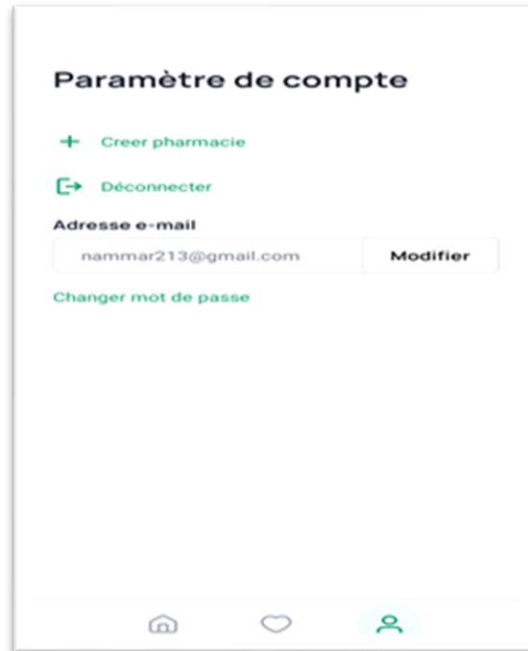 Paramètre de compte
Creer pharmacie
Déconnecter
Adresse e-mail
nammar213@gmail.com Modifier
Changer mot de passe